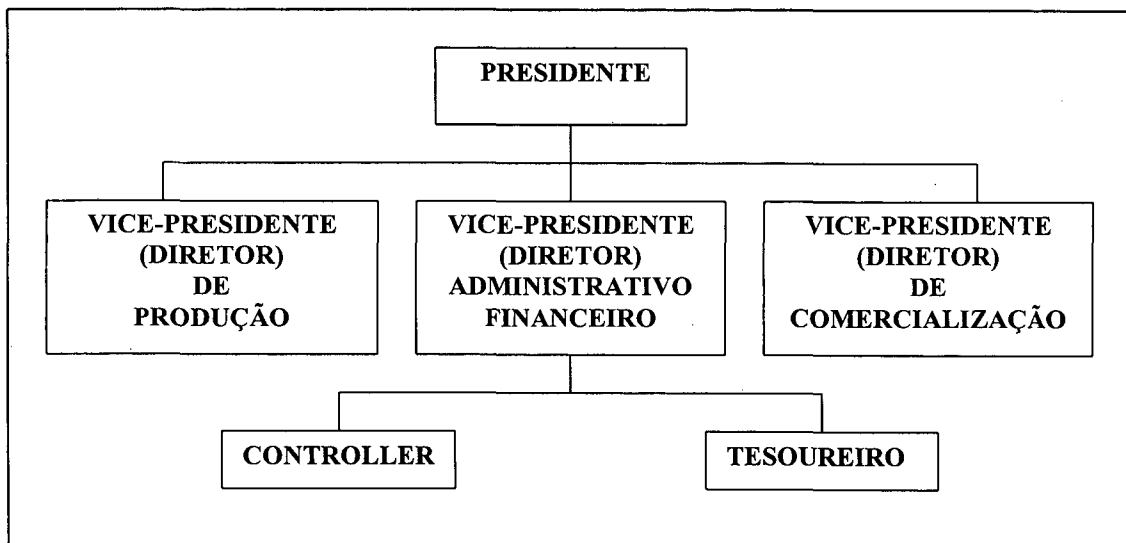 PRESIDENTE
VICE-PRESIDENTE
(DIRETOR)
DE
PRODUÇÃO
VICE-PRESIDENTE
(DIRETOR)
ADMINISTRATIVO
FINANCEIRO
VICE-PRESIDENTE
(DIRETOR)
DE
COMERCIALIZAÇÃO
CONTROLLER
TESOUREIRO